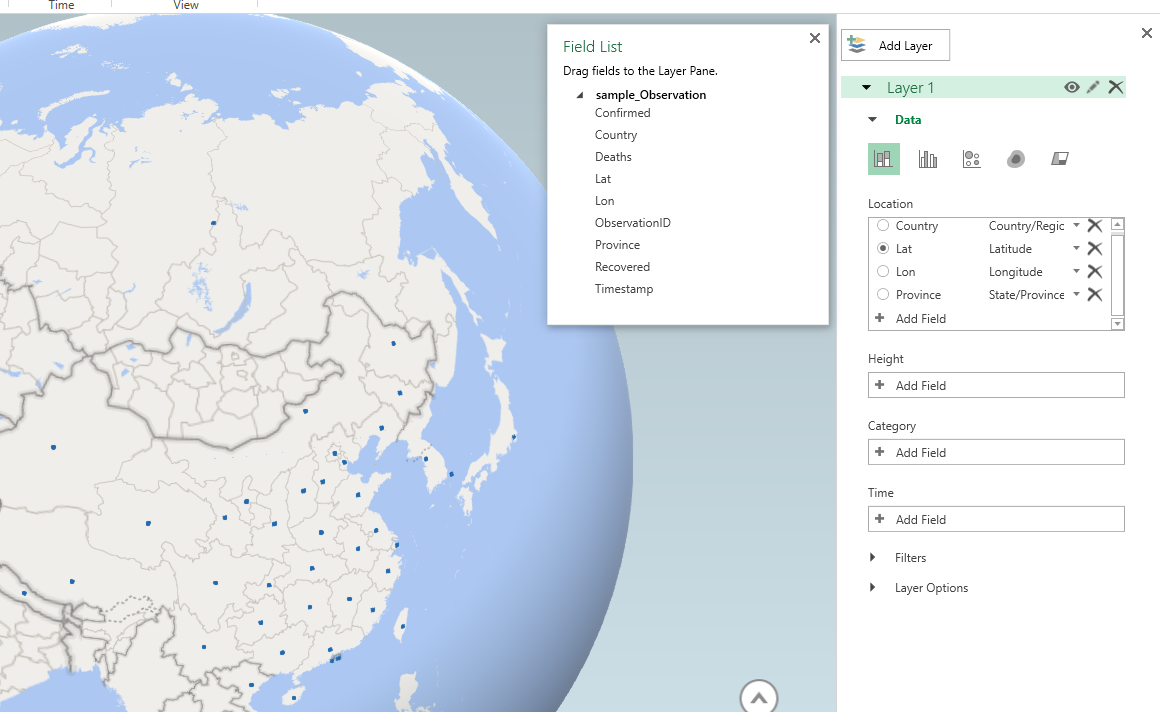 Time
View
Field List
Drag fields to the Layer Pane.
sample_Observation
Confirmed
Country
Deaths
Lat
Lon
ObservationID
Province
Recovered
Timestamp
Add Layer
Layer 1
Data
Location
Country Country/Regic
Lat Latitude
Lon Longitude
Province State/Province
Add Field
Height
Add Field
Category
Add Field
Time
Add Field
Filters
Layer Options